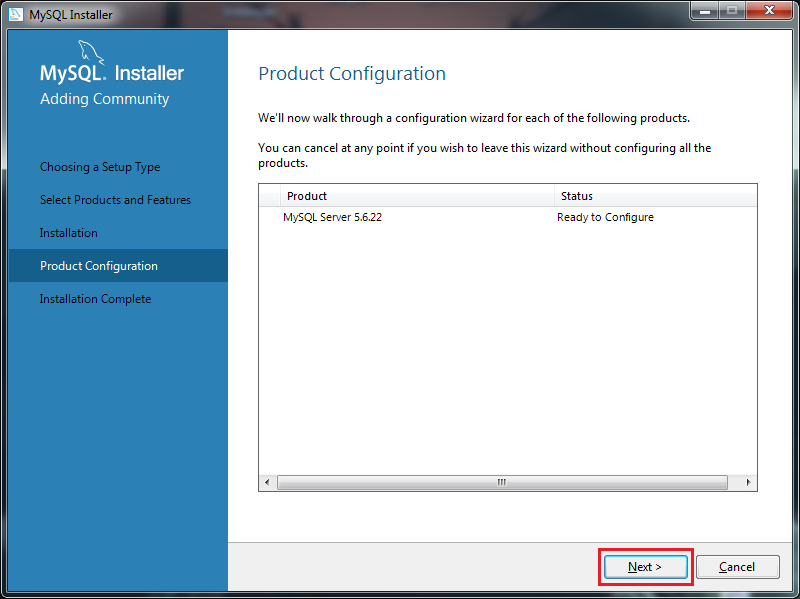 MySQL Installer
MySQL. Installer
Adding Community
Choosing a Setup Type
Select Products and Features
Installation
Product Configuration
Installation Complete
Product Configuration
We'll now walk through a configuration wizard for each of the following products.
You can cancel at any point if you wish to leave this wizard without configuring all the
products.
Product Status
MySQL Server 5.6.22 Ready to Configure
Next > Cancel